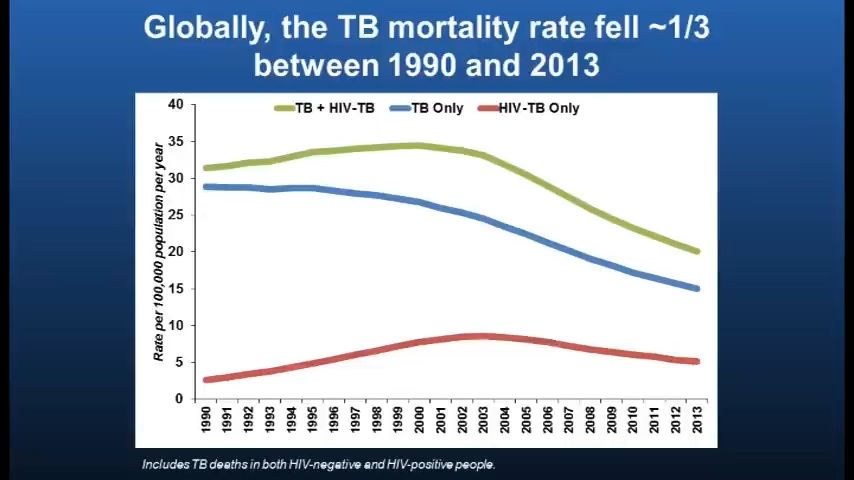 Globally, the TB mortality rate fell ~1/3
between 1990 and 2013
TB + HIV-TB TB Only HIV-TB Only
Rate per 100,000 population per year
40
35
30
25
20
15
10
5
0
1990 1991 1992 1993 1994 1995 1996 1997 1998 1999 2000 2001 2002 2003 2004 2005 2006 2007 2008 2009 2010 2011 2012 2013
Includes TB deaths in both HIV-negative and HIV-positive people.